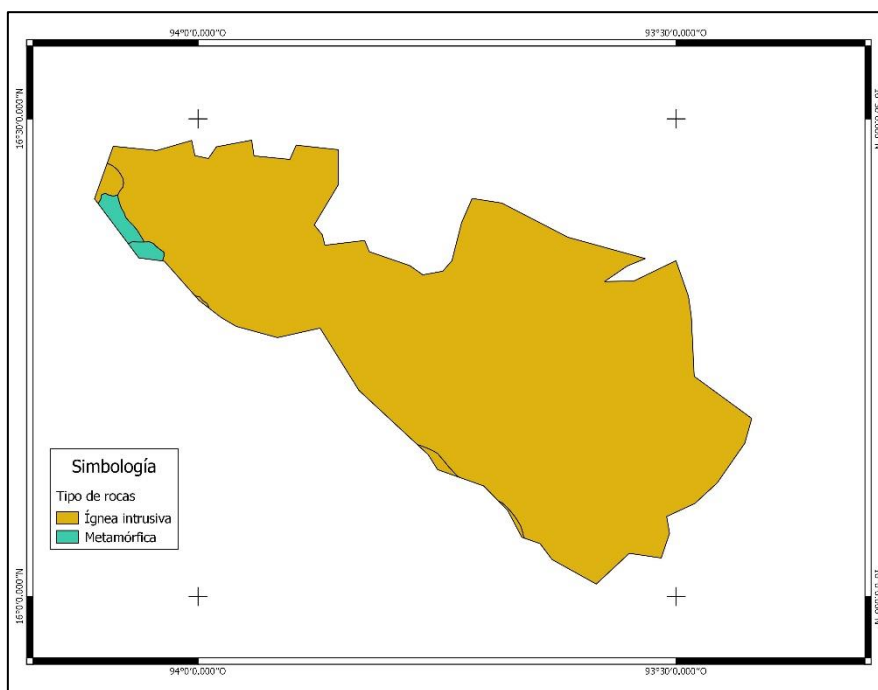 94°0'0.000"O 93°30'0.000"O
16°30'0.000"N
Simbología
Tipo de rocas
Ígnea intrusiva
Metamórfica
16°0'0.000"N
94°0'0.000"O 93°30'0.000"O